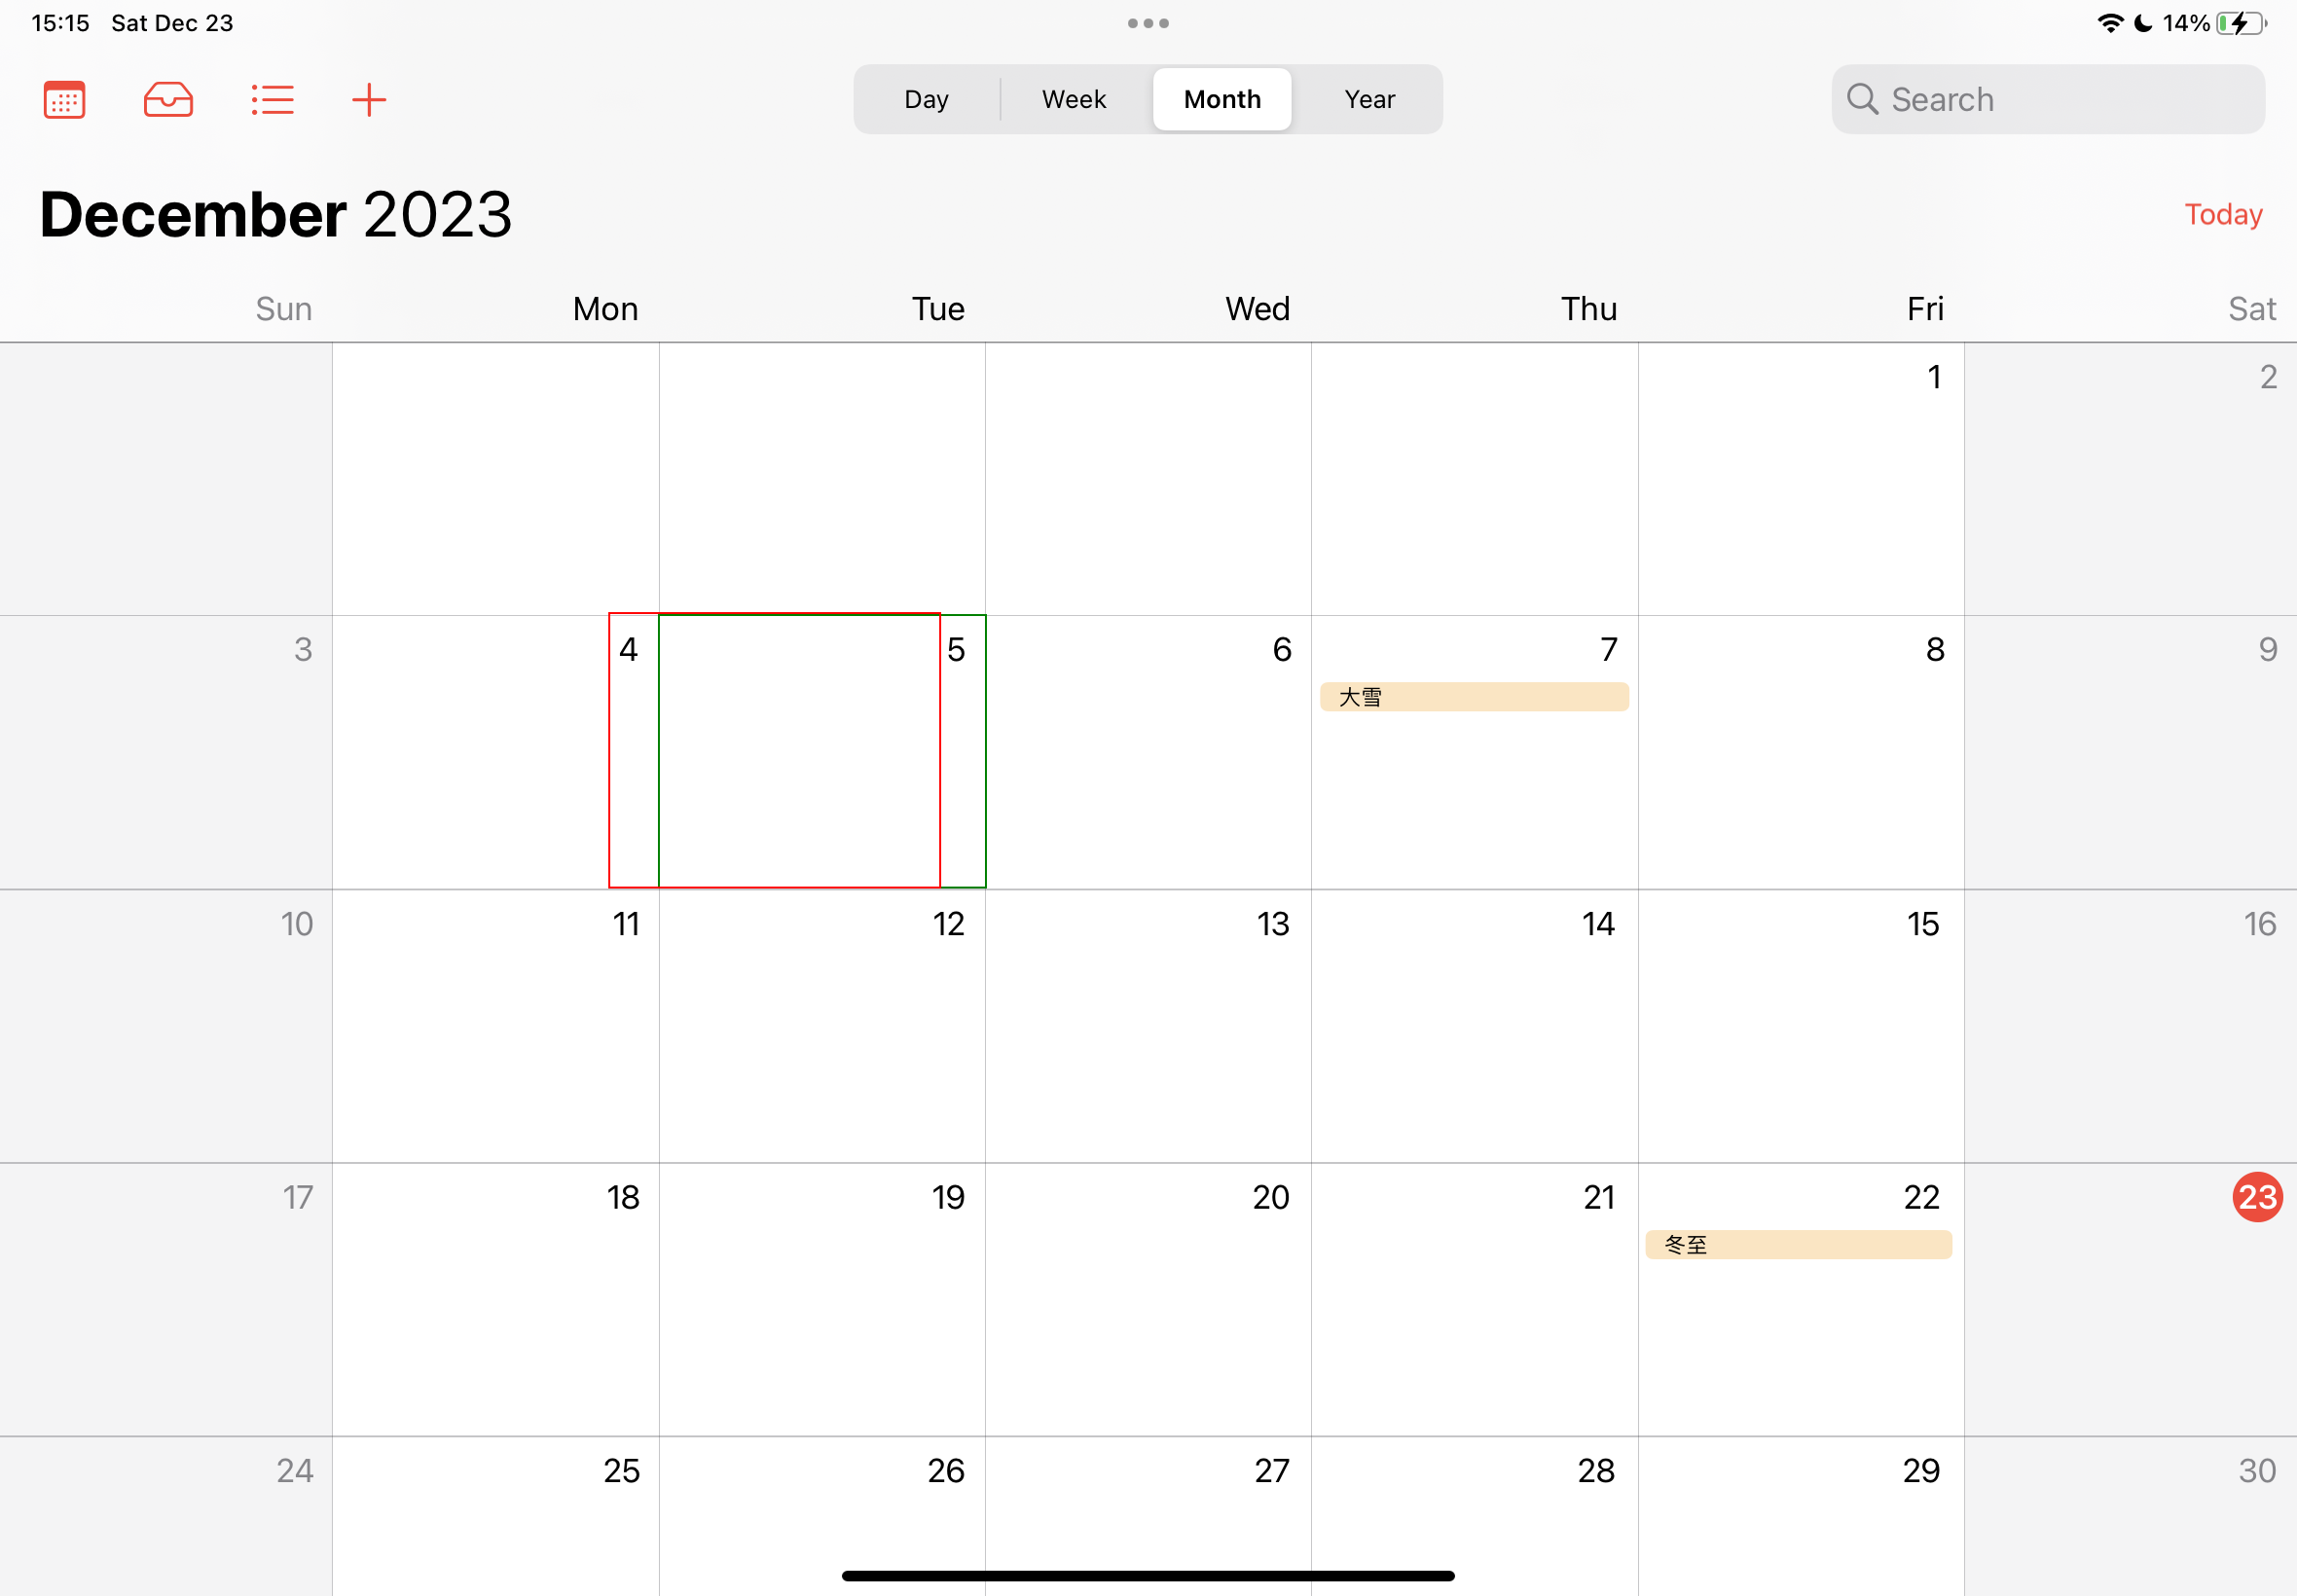 15:15 Sat Dec 23 14%
Day Week Month Year Search
December 2023 Today
Sun Mon Tue Wed Thu Fri Sat
1 2
3 4 5 6 7 8 9
大雪
10 11 12 13 14 15 16
17 18 19 20 21 22 23
冬至
24 25 26 27 28 29 30